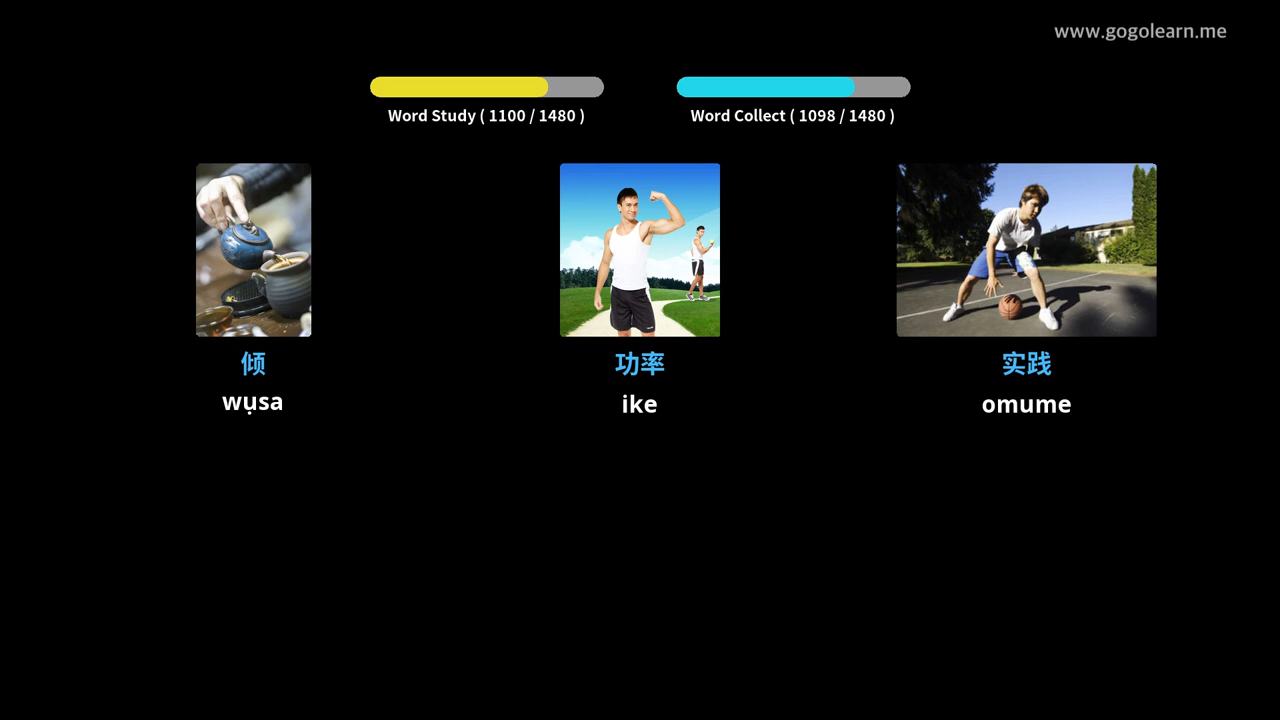 www.gogolearn.me
Word Study ( 1100 / 1480 )
Word Collect ( 1098 / 1480 )
倾
功率
实践
wụsa
ike
omume